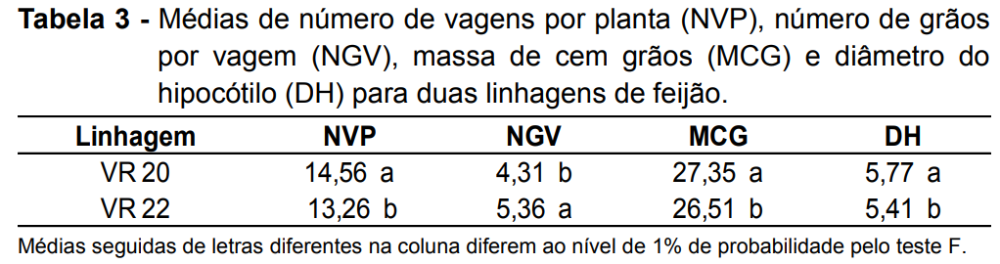 Tabela 3 - Médias de número de vagens por planta (NVP), número de grãos
por vagem (NGV), massa de cem grãos (MCG) e diâmetro do
hipocótilo (DH) para duas linhagens de feijão.
Linhagem NVP NGV MCG DH
VR 20 14,56 a 4,31 b 27,35 a 5,77 a
VR 22 13,26 b 5,36 a 26,51 b 5,41 b
Médias seguidas de letras diferentes na coluna diferem ao nível de 1% de probabilidade pelo teste F.